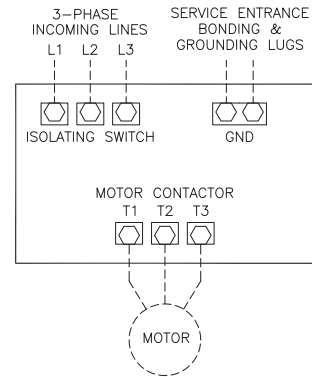 3-PHASE
INCOMING LINES
L1 L2 L3
SERVICE ENTRANCE
BONDING &
GROUNDING LUGS
ISOLATING SWITCH
GND
MOTOR CONTACTOR
T1 T2 T3
MOTOR